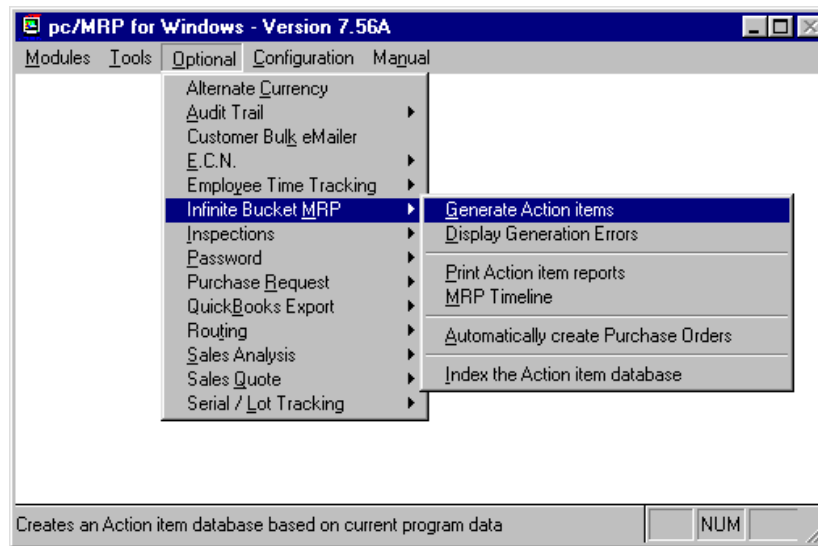 pc/MRP for Windows - Version 7.56A
Modules Tools Optional Configuration Manual
Alternate Currency
Audit Trail
Customer Bulk eMailer
E.C.N.
Employee Time Tracking
Infinite Bucket MRP
Inspections
Password
Purchase Request
QuickBooks Export
Routing
Sales Analysis
Sales Quote
Serial / Lot Tracking
Generate Action items
Display Generation Errors
Print Action item reports
MRP Timeline
Automatically create Purchase Orders
Index the Action item database
Creates an Action item database based on current program data NUM